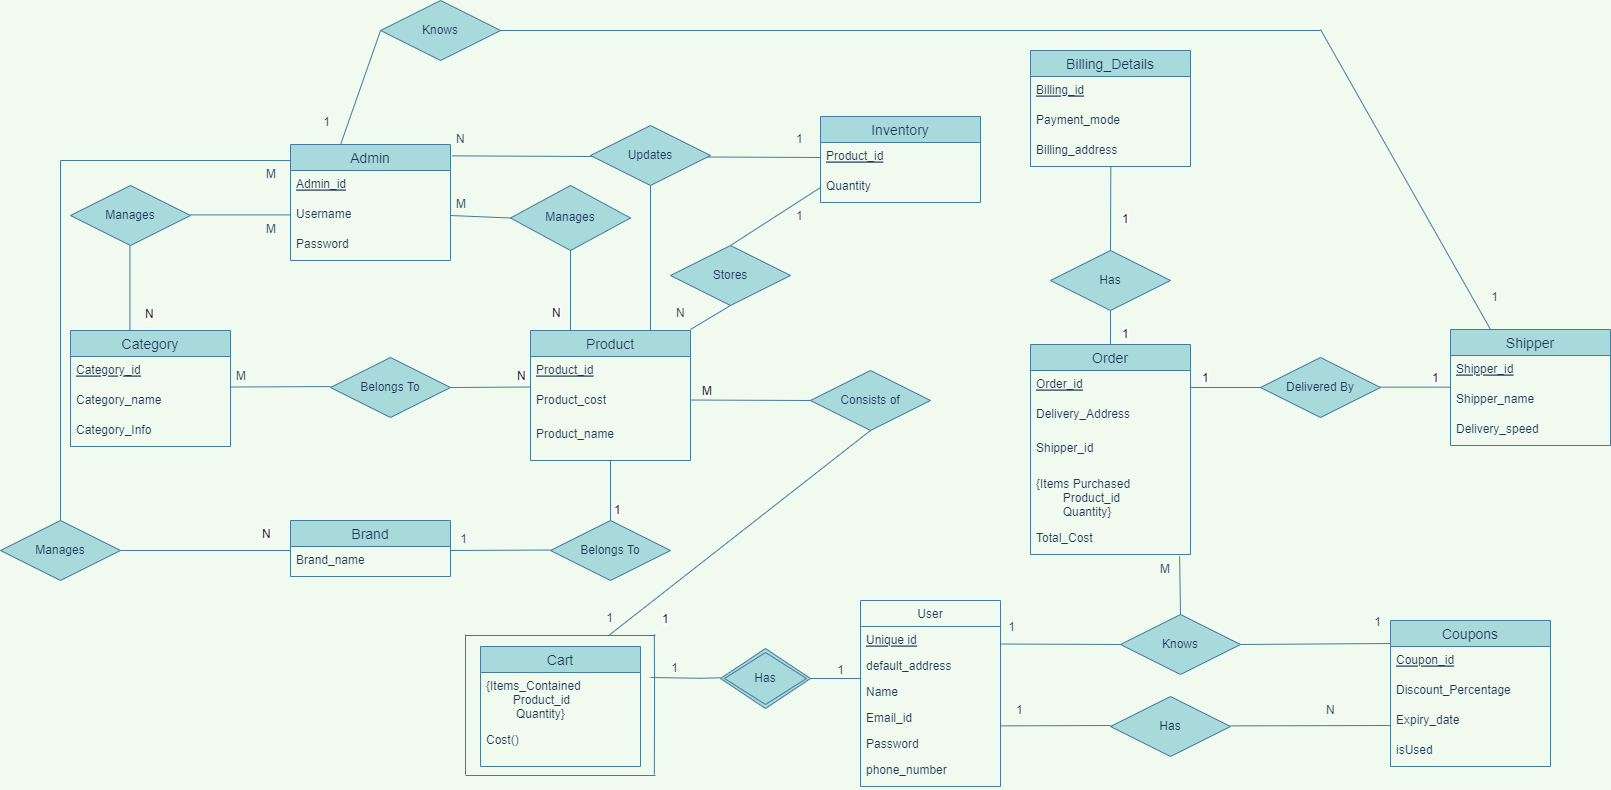 Knows
Billing_Details
Billing_id
Payment_mode
Billing_address
1
N
Updates
1
Inventory
Product_id
Quantity
Admin
Admin_id
Username
Password
M
M
M
Manages
Manages
1
1
Stores
Has
N
N
N
1
1
Category
Category_id
Category_name
Category_Info
M
Belongs To
N
Product
Product_id
Product_cost
Product_name
M
Consists of
Order
Order_id
Delivery_Address
Shipper_id
{Items Purchased
Product_id
Quantity}
Total_Cost
1
Delivered By
1
Shipper
Shipper_id
Shipper_name
Delivery_speed
Manages
N
Brand
Brand_name
1
1
Belongs To
M
1
1
Cart
{Items_Contained
Product_id
Quantity}
Cost()
1
Has
1
User
Unique id
default_address
Name
Email_id
Password
phone_number
1
Knows
1
1
Has
N
Coupons
Coupon_id
Discount_Percentage
Expiry_date
isUsed